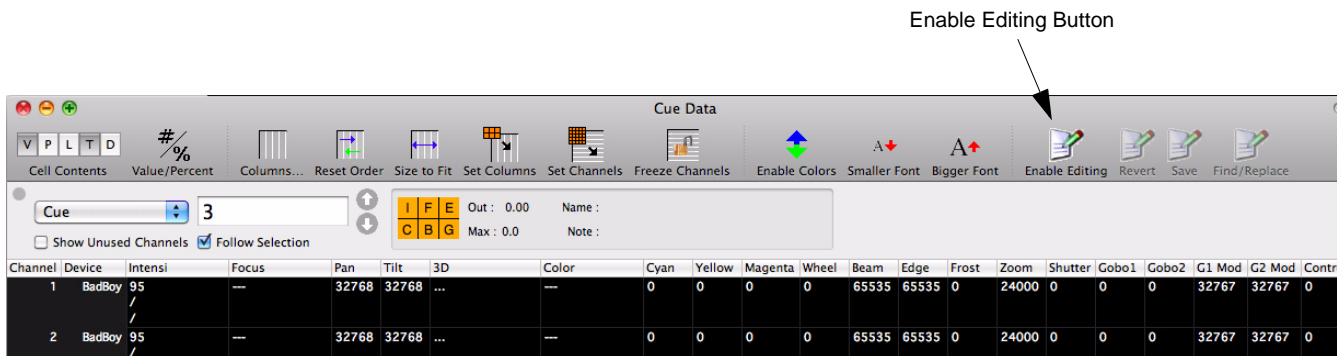 Enable Editing Button
Cue Data
V P L T D #/%
Cell Contents Value/Percent Columns... Reset Order Size to Fit Set Columns Set Channels Freeze Channels Enable Colors Smaller Font Bigger Font Enable Editing Revert Save Find/Replace
Cue 3 I F E Out : 0.00 Name :
C B G Max : 0.0 Note :
Show Unused Channels Follow Selection
Channel Device Intensi Focus Pan Tilt 3D Color Cyan Yellow Magenta Wheel Beam Edge Frost Zoom Shutter Gobo1 Gobo2 G1 Mod G2 Mod Contr
1 BadBoy 95 --- 32768 32768 ... --- 0 0 0 0 65535 65535 0 24000 0 0 0 32767 32767 0
/
/
2 BadBoy 95 --- 32768 32768 ... --- 0 0 0 0 65535 65535 0 24000 0 0 0 32767 32767 0
/